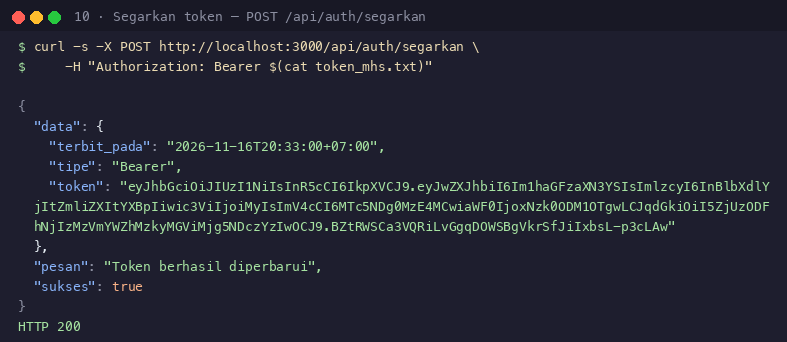 10 · Segarkan token — POST /api/auth/segarkan
$ curl -s -X POST http://localhost:3000/api/auth/segarkan \
$     -H "Authorization: Bearer $(cat token_mhs.txt)"
{
"data": {
"terbit_pada": "2026-11-16T20:33:00+07:00",
"tipe": "Bearer",
"token": "eyJhbGciOiJIUzI1NiIsInR5cCI6IkpXVCJ9.eyJwZXJhbiI6Im1haGFzaXN3YSIsImlzcyI6InBlbXdlY
jItZmliZXItYXBpIiwic3ViIjoiMyIsImV4cCI6MTc5NDg0MzE4MCwiaWF0IjoxNzk0ODM1OTgwLCJqdGkiOiI5ZjUzODF
hNjIzMzVmYWZhMzkyMGViMjg5NDczYzIwOCJ9.BZtRWSCa3VQRiLvGgqDOWSBgVkrSfJiIxbsL-p3cLAw"
},
"pesan": "Token berhasil diperbarui",
"sukses": true
}
HTTP 200